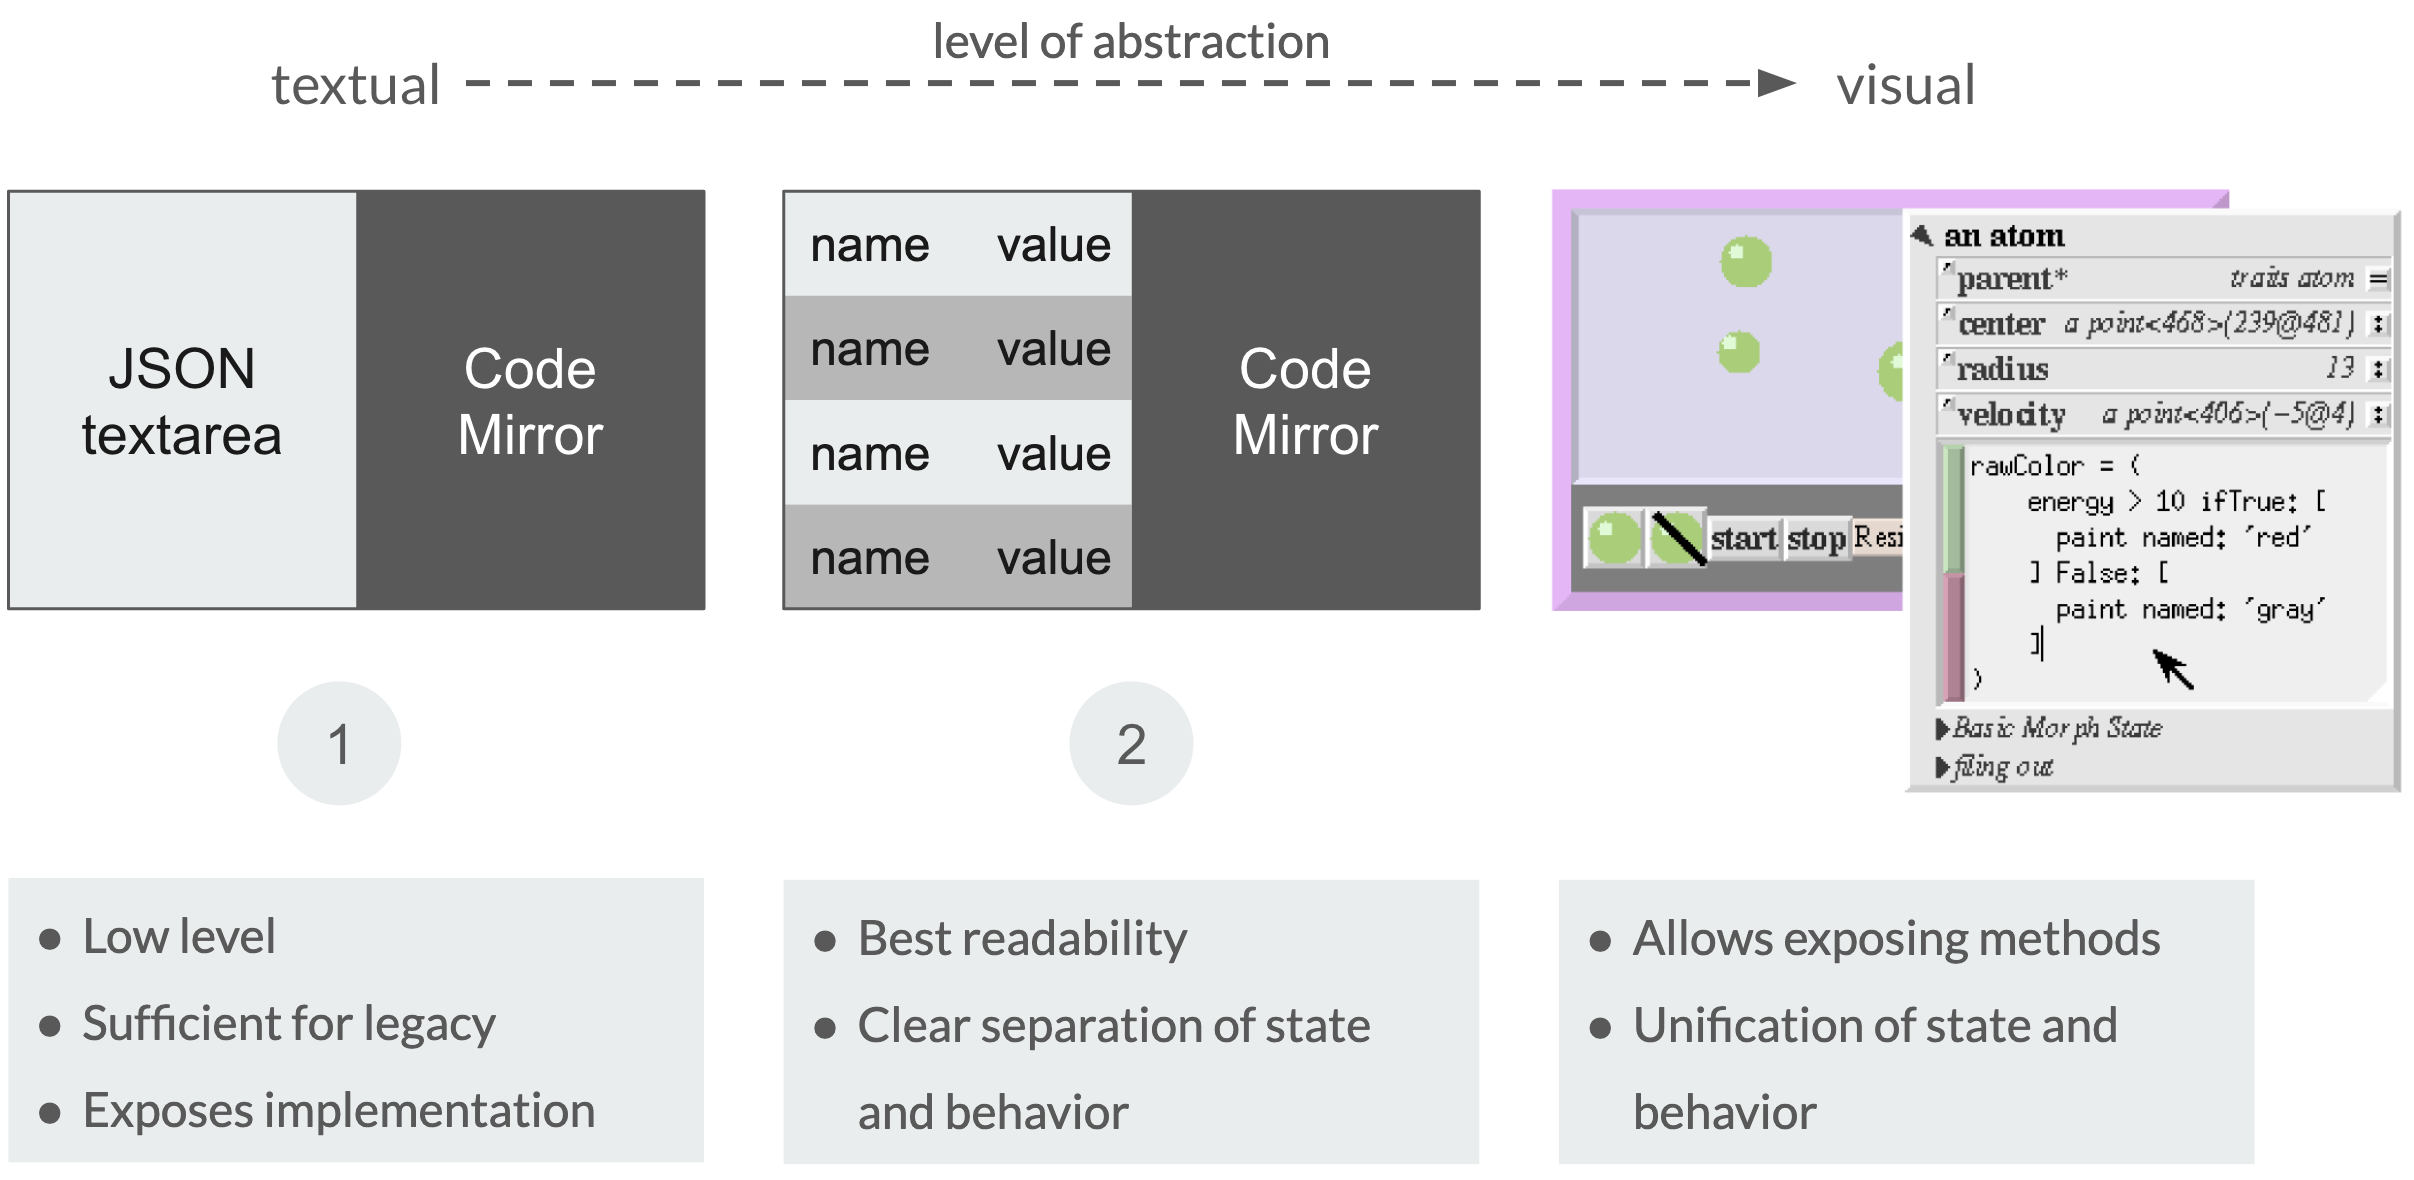 level of abstraction
textual
visual
JSON
textarea
Code
Mirror
name value
name value
name value
name value
Code
Mirror
start stop Resi
an atom
parent* traits atom =
center a point<468>(239@481) :
radius 13 :
velocity a point<406>(-5@4) :
rawColor = (
energy > 10 ifTrue: [
paint named: 'red'
] False: [
paint named: 'gray'
]
)
Basic Morph State
filing out
1
2
● Low level
● Sufficient for legacy
● Exposes implementation
● Best readability
● Clear separation of state
and behavior
● Allows exposing methods
● Unification of state and
behavior